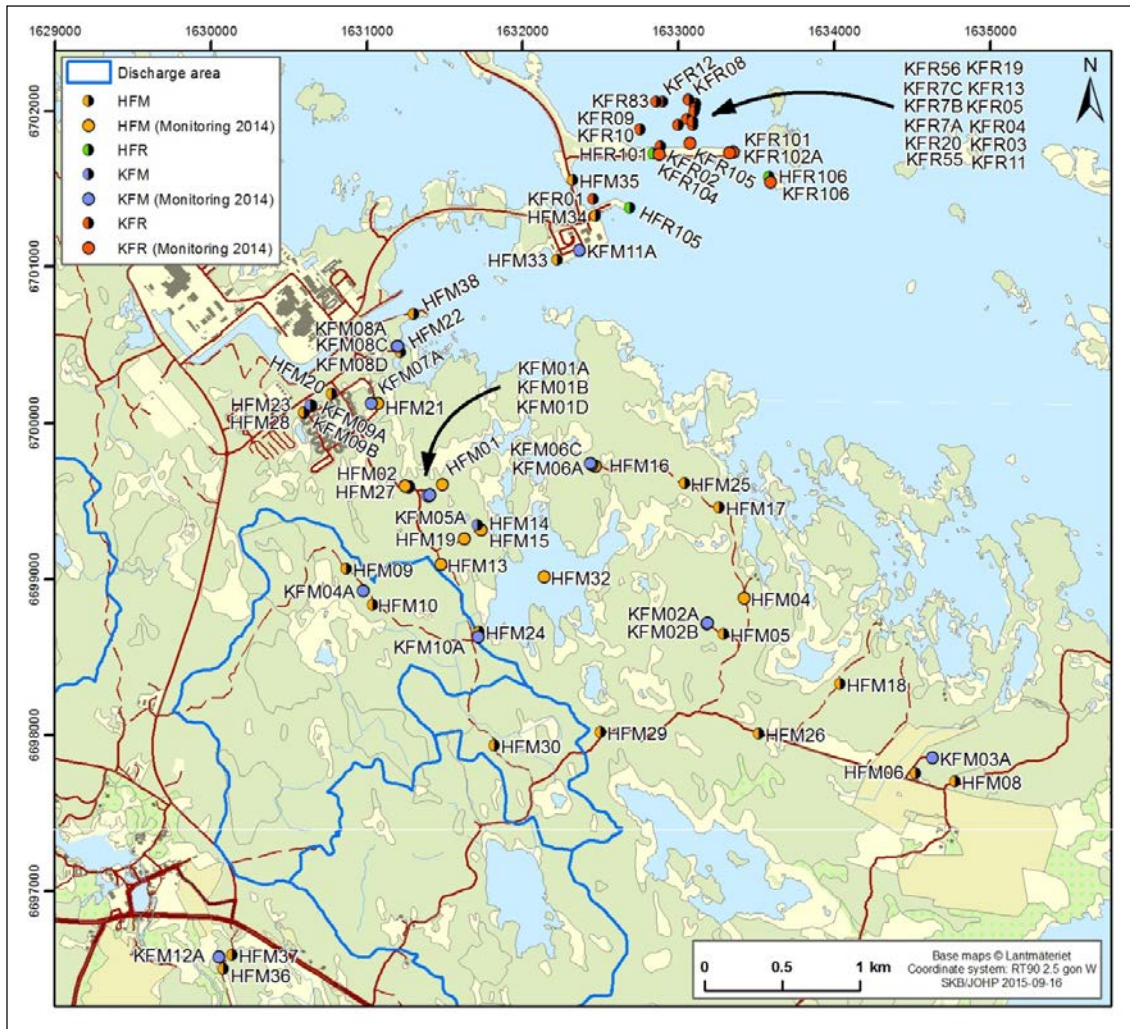 1629000 1630000 1631000 1632000 1633000 1634000 1635000
6702000
6701000
6700000
6699000
6698000
6697000
Discharge area
HFM
HFM (Monitoring 2014)
HFR
KFM
KFM (Monitoring 2014)
KFR
KFR (Monitoring 2014)
N
KFR56 KFR19
KFR7C KFR13
KFR7B KFR05
KFR7A KFR04
KFR20 KFR03
KFR55 KFR11
KFR12
KFR08
KFR83
KFR09
KFR10
HFR101
KFR02
KFR104
KFR105
KFR101
KFR102A
HFR106
KFR106
HFM35
KFR01
HFM34
HFR105
HFM33
KFM11A
HFM38
KFM08A
KFM08C
KFM08D
HFM22
KFM07A
HFM20
HFM21
HFM23
HFM28
KFM09A
KFM09B
KFM01A
KFM01B
KFM01D
HFM01
HFM02
HFM27
KFM06C
KFM06A
HFM16
HFM25
HFM17
KFM05A
HFM14
HFM19
HFM15
HFM13
HFM32
HFM09
KFM04A
HFM10
HFM04
KFM02A
KFM02B
HFM05
HFM24
KFM10A
HFM18
HFM30
HFM29
HFM26
KFM03A
HFM06
HFM08
KFM12A
HFM37
HFM36
0 0.5 1 km
Base maps © Lantmäteriet
Coordinate system: RT90 2.5 gon W
SKB/JOHP 2015-09-16